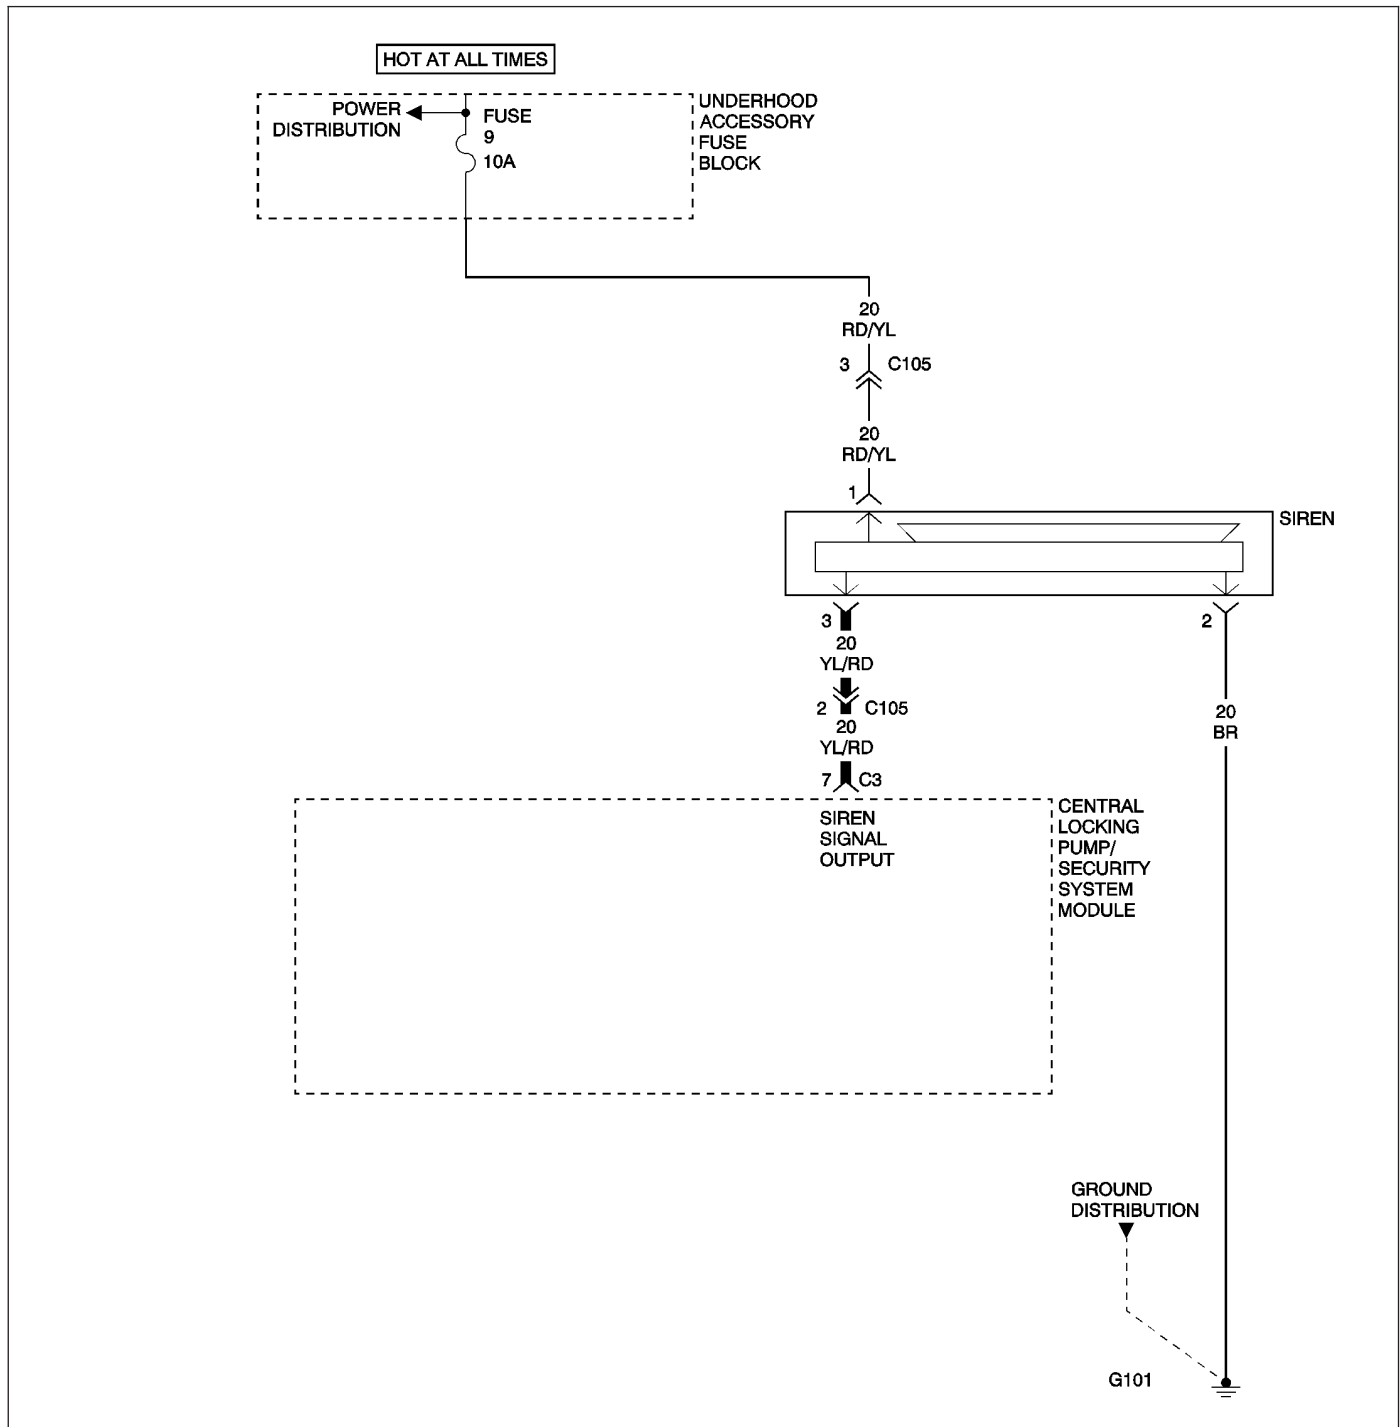 HOT AT ALL TIMES
POWER
DISTRIBUTION
FUSE
9
10A
UNDERHOOD
ACCESSORY
FUSE
BLOCK
20
RD/YL
3 C105
20
RD/YL
1
SIREN
3
20
YL/RD
2 C105
20
YL/RD
7 C3
2
20
BR
SIREN
SIGNAL
OUTPUT
CENTRAL
LOCKING
PUMP/
SECURITY
SYSTEM
MODULE
GROUND
DISTRIBUTION
G101